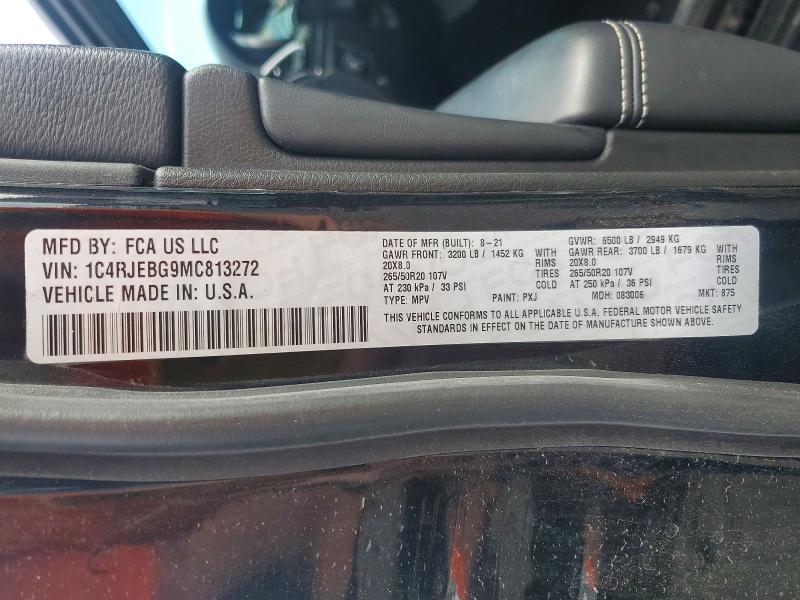 MFD BY: FCA US LLC
VIN: 1C4RJEBG9MC813272
VEHICLE MADE IN: U.S.A.
DATE OF MFR (BUILT): 8-21 GVWR: 6500 LB / 2949 KG
GAWR FRONT: 3200 LB / 1452 KG WITH GAWR REAR: 3700 LB / 1679 KG WITH
20X8.0 RIMS 20X8.0 RIMS
265/50R20 107V TIRES 265/50R20 107V TIRES
AT 230 kPa / 33 PSI COLD AT 250 kPa / 36 PSI COLD
TYPE: MPV PAINT: PXJ MDH: 083006 MKT: 875
THIS VEHICLE CONFORMS TO ALL APPLICABLE U.S.A. FEDERAL MOTOR VEHICLE SAFETY
STANDARDS IN EFFECT ON THE DATE OF MANUFACTURE SHOWN ABOVE.